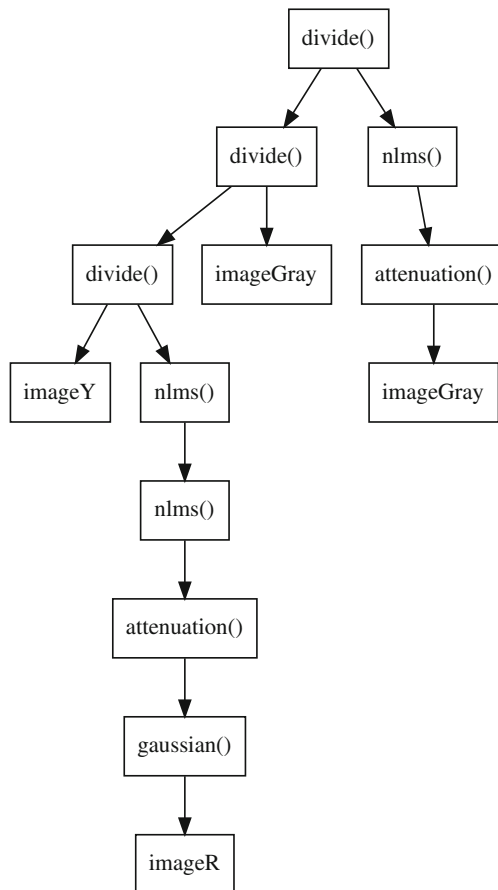 divide()
divide()
nlms()
divide()
imageGray
attenuation()
imageY
nlms()
imageGray
nlms()
attenuation()
gaussian()
imageR